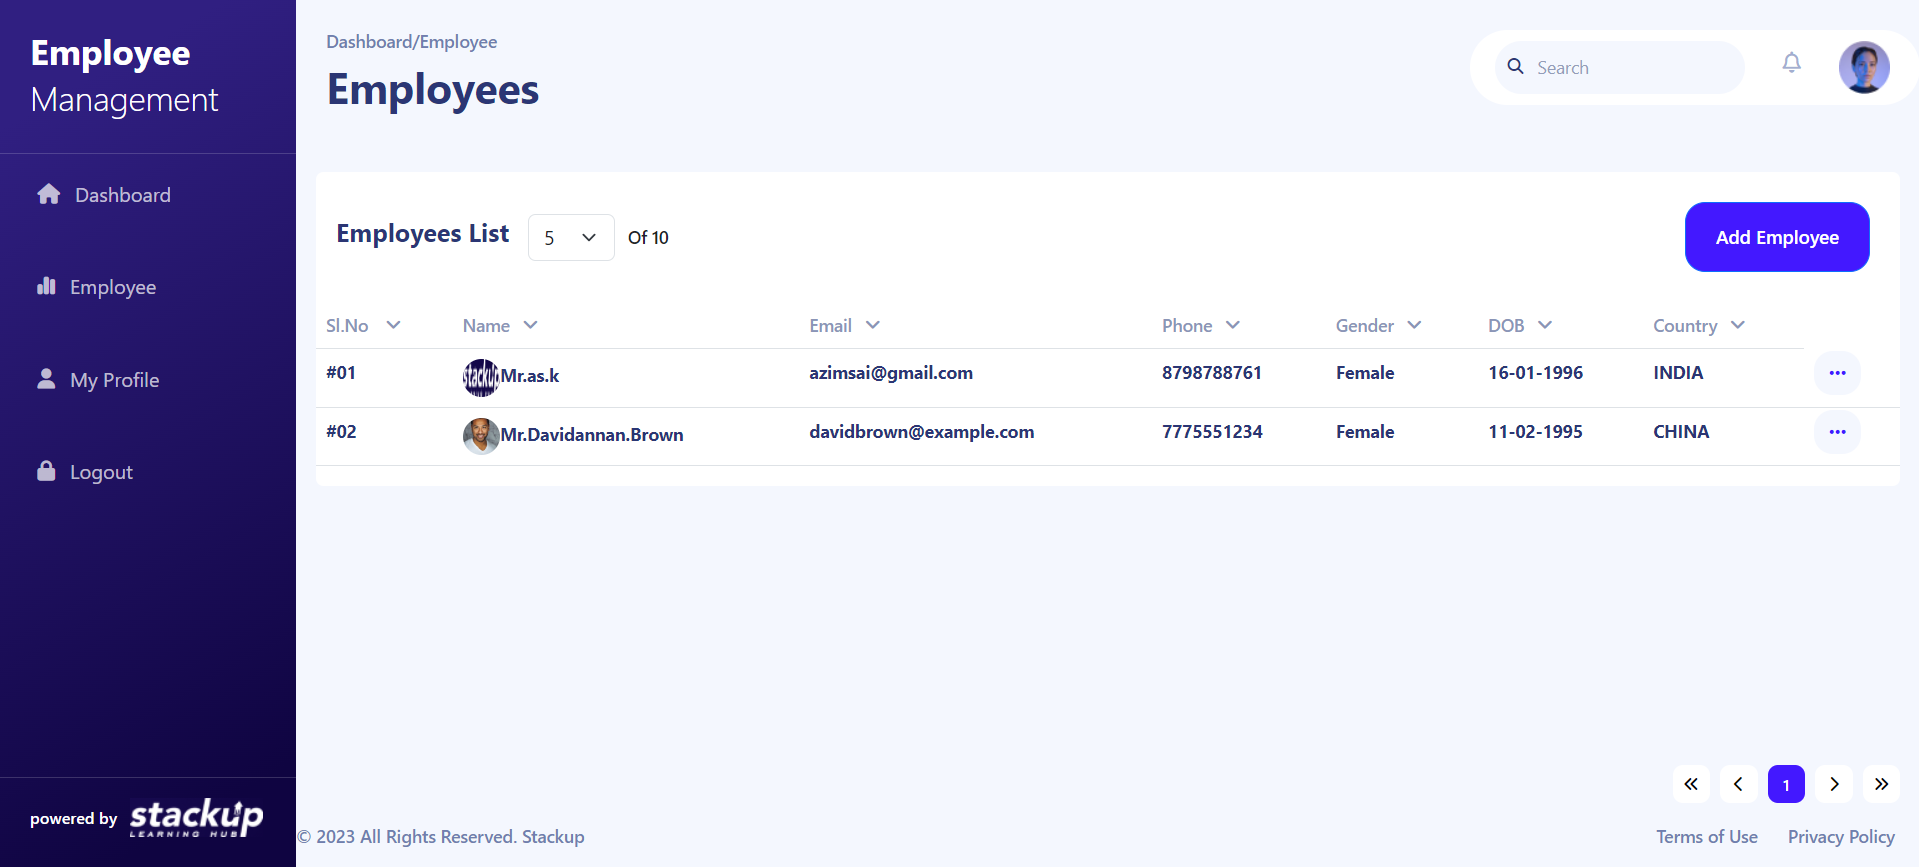 Employee
Management
Dashboard
Employee
My Profile
Logout
powered by stackup
LEARNING HUB
Dashboard/Employee
Employees
Search
Employees List 5 Of 10
Add Employee
Sl.No Name Email Phone Gender DOB Country
#01 stackup Mr.as.k azimsai@gmail.com 8798788761 Female 16-01-1996 INDIA
#02 Mr.Davidannan.Brown davidbrown@example.com 7775551234 Female 11-02-1995 CHINA
1
© 2023 All Rights Reserved. Stackup Terms of Use Privacy Policy